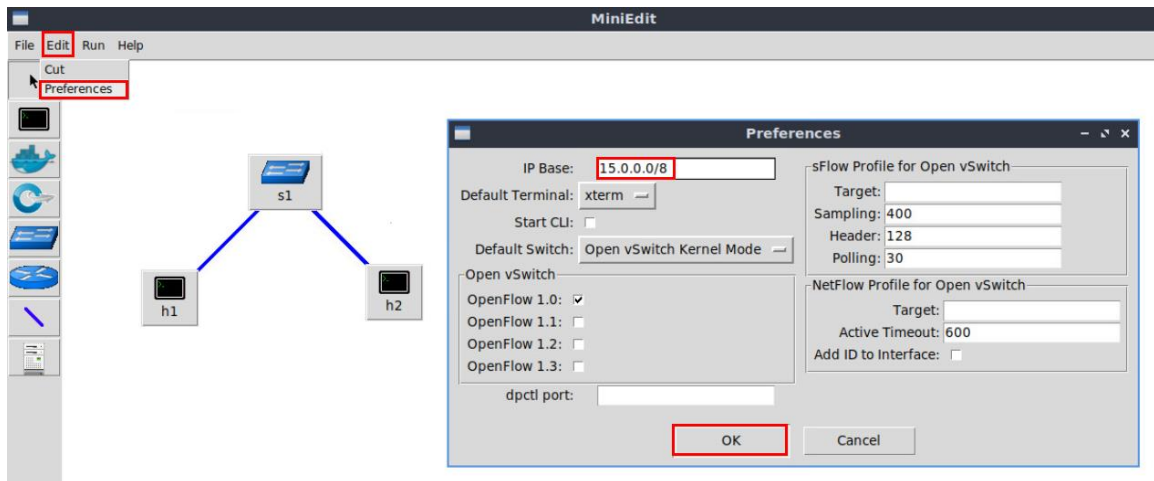 MiniEdit
File Edit Run Help
Cut
Preferences
s1
h1
h2
Preferences
IP Base: 15.0.0.0/8
Default Terminal: xterm
Start CLI:
Default Switch: Open vSwitch Kernel Mode
Open vSwitch
OpenFlow 1.0:
OpenFlow 1.1:
OpenFlow 1.2:
OpenFlow 1.3:
dpctl port:
sFlow Profile for Open vSwitch
Target:
Sampling: 400
Header: 128
Polling: 30
NetFlow Profile for Open vSwitch
Target:
Active Timeout: 600
Add ID to Interface:
OK Cancel